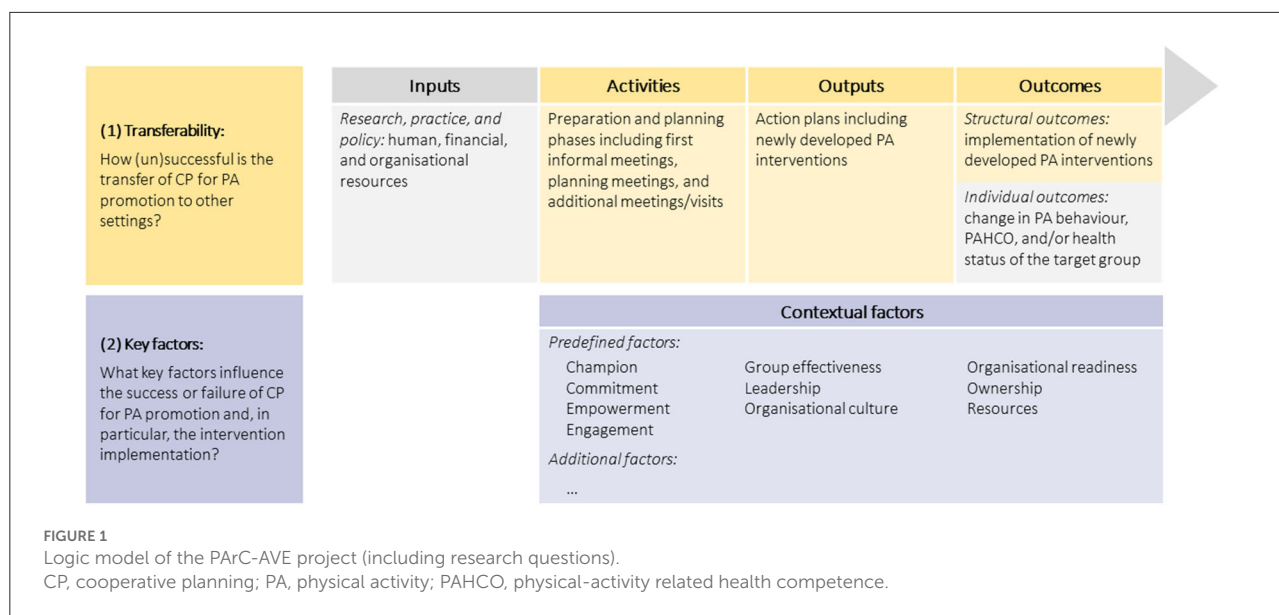 (1) Transferability:
How (un)successful is the
transfer of CP for PA
promotion to other
settings?
Inputs
Research, practice, and
policy: human, financial,
and organisational
resources
Activities
Preparation and planning
phases including first
informal meetings,
planning meetings, and
additional meetings/visits
Outputs
Action plans including
newly developed PA
interventions
Outcomes
Structural outcomes:
implementation of newly
developed PA interventions
Individual outcomes:
change in PA behaviour,
PAHCO, and/or health
status of the target group
(2) Key factors:
What key factors influence
the success or failure of CP
for PA promotion and, in
particular, the intervention
implementation?
Contextual factors
Predefined factors:
Champion
Commitment
Empowerment
Engagement
Group effectiveness
Leadership
Organisational culture
Organisational readiness
Ownership
Resources
Additional factors:
...
FIGURE 1
Logic model of the PArC-AVE project (including research questions).
CP, cooperative planning; PA, physical activity; PAHCO, physical-activity related health competence.